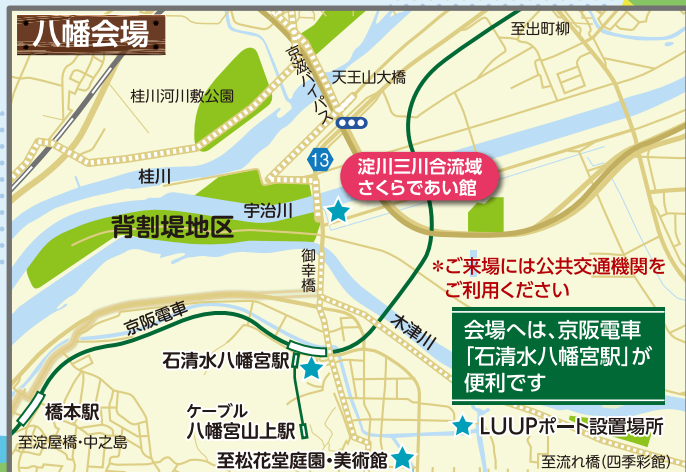 八幡会場
至出町柳
京滋バイパス
天王山大橋
桂川河川敷公園
13
淀川三川合流域
さくらであい館
桂川
宇治川
背割堤地区
御幸橋
*ご来場には公共交通機関を
ご利用ください
京阪電車
木津川
会場へは、京阪電車
「石清水八幡宮駅」が
便利です
石清水八幡宮駅
橋本駅
ケーブル
八幡宮山上駅
LUUPポート設置場所
至淀屋橋・中之島
至松花堂庭園・美術館
至流れ橋(四季彩館)